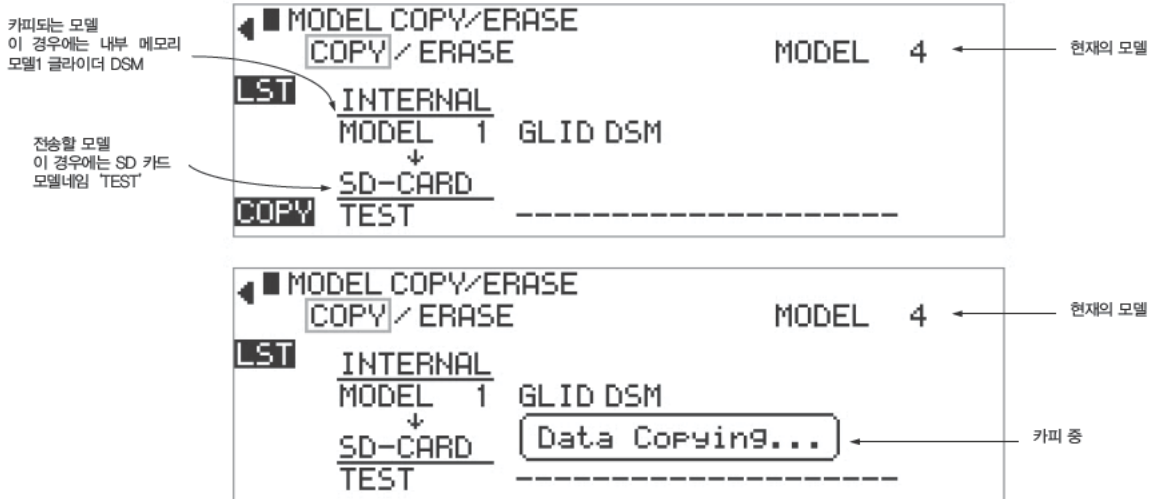 카피되는 모델
이 경우에는 내부 메모리
모델1 글라이더 DSM
MODEL COPY/ERASE
COPY / ERASE MODEL 4
현재의 모델
LST
INTERNAL
MODEL 1 GLID DSM
↓
전송할 모델
이 경우에는 SD 카드
모델네임 'TEST'
SD-CARD
COPY TEST --------------------
MODEL COPY/ERASE
COPY / ERASE MODEL 4
현재의 모델
LST
INTERNAL
MODEL 1 GLID DSM
↓
SD-CARD
Data Copying...
카피 중
TEST --------------------